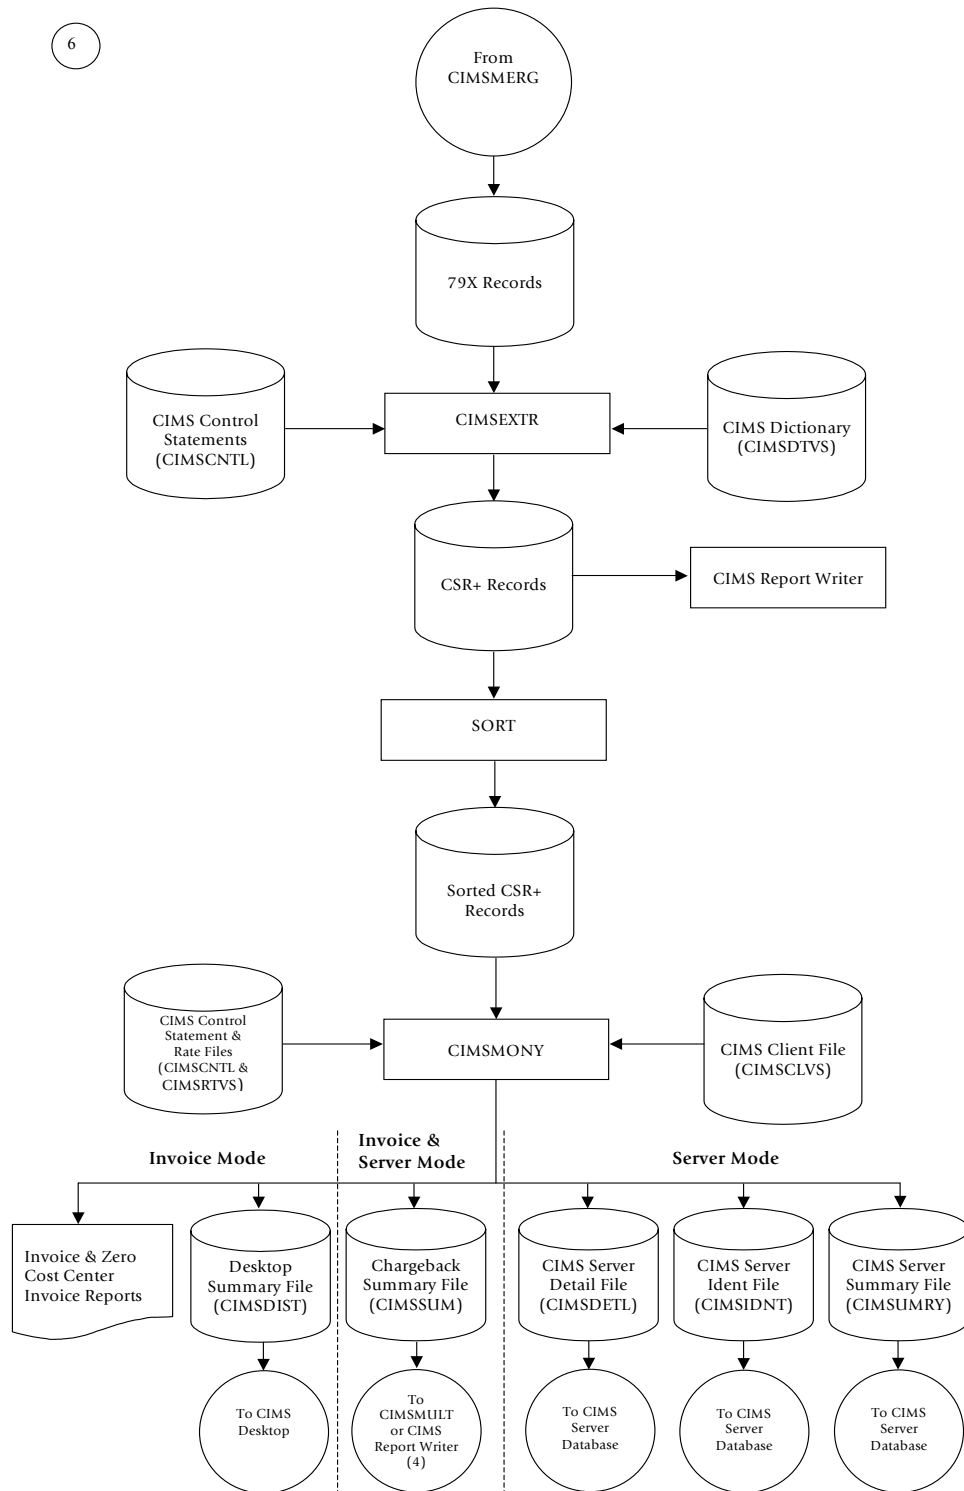 6
From
CIMSMERG
79X Records
CIMS Control
Statements
(CIMSCNTL)
CIMSEXTR
CIMS Dictionary
(CIMSDTVS)
CSR+ Records
CIMS Report Writer
SORT
Sorted CSR+
Records
CIMS Control
Statement &
Rate Files
(CIMSCNTL &
CIMSRTVS)
CIMSMONY
CIMS Client File
(CIMSCLVS)
Invoice Mode
Invoice &
Server Mode
Server Mode
Invoice & Zero
Cost Center
Invoice Reports
Desktop
Summary File
(CIMSDIST)
Chargeback
Summary File
(CIMSSUM)
CIMS Server
Detail File
(CIMSDETL)
CIMS Server
Ident File
(CIMSIDNT)
CIMS Server
Summary File
(CIMSUMRY)
To CIMS
Desktop
To
CIMSMULT
or CIMS
Report Writer
(4)
To CIMS
Server
Database
To CIMS
Server
Database
To CIMS
Server
Database